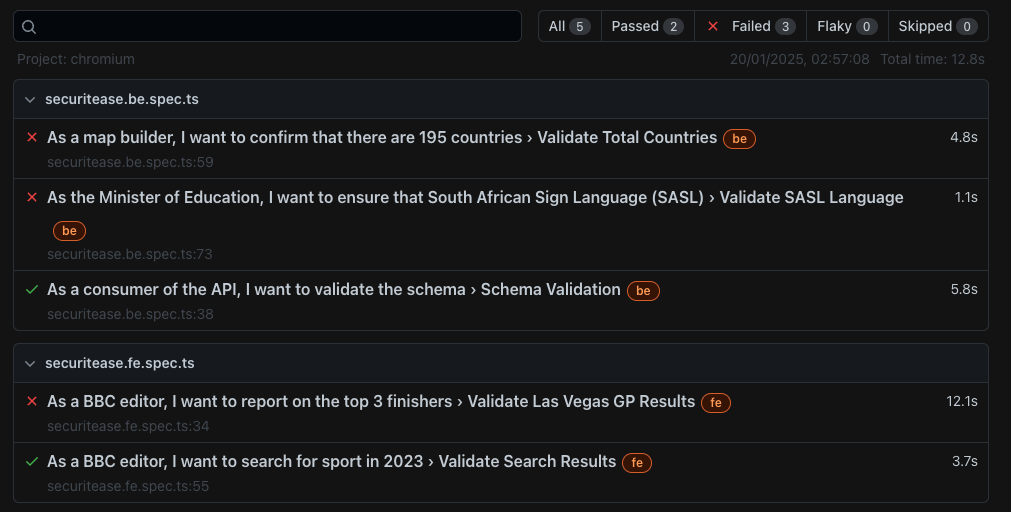 All 5 Passed 2 Failed 3 Flaky 0 Skipped 0
Project: chromium 20/01/2025, 02:57:08 Total time: 12.8s
securitease.be.spec.ts
As a map builder, I want to confirm that there are 195 countries › Validate Total Countries be 4.8s
securitease.be.spec.ts:59
As the Minister of Education, I want to ensure that South African Sign Language (SASL) › Validate SASL Language 1.1s
be
securitease.be.spec.ts:73
As a consumer of the API, I want to validate the schema › Schema Validation be 5.8s
securitease.be.spec.ts:38
securitease.fe.spec.ts
As a BBC editor, I want to report on the top 3 finishers › Validate Las Vegas GP Results fe 12.1s
securitease.fe.spec.ts:34
As a BBC editor, I want to search for sport in 2023 › Validate Search Results fe 3.7s
securitease.fe.spec.ts:55